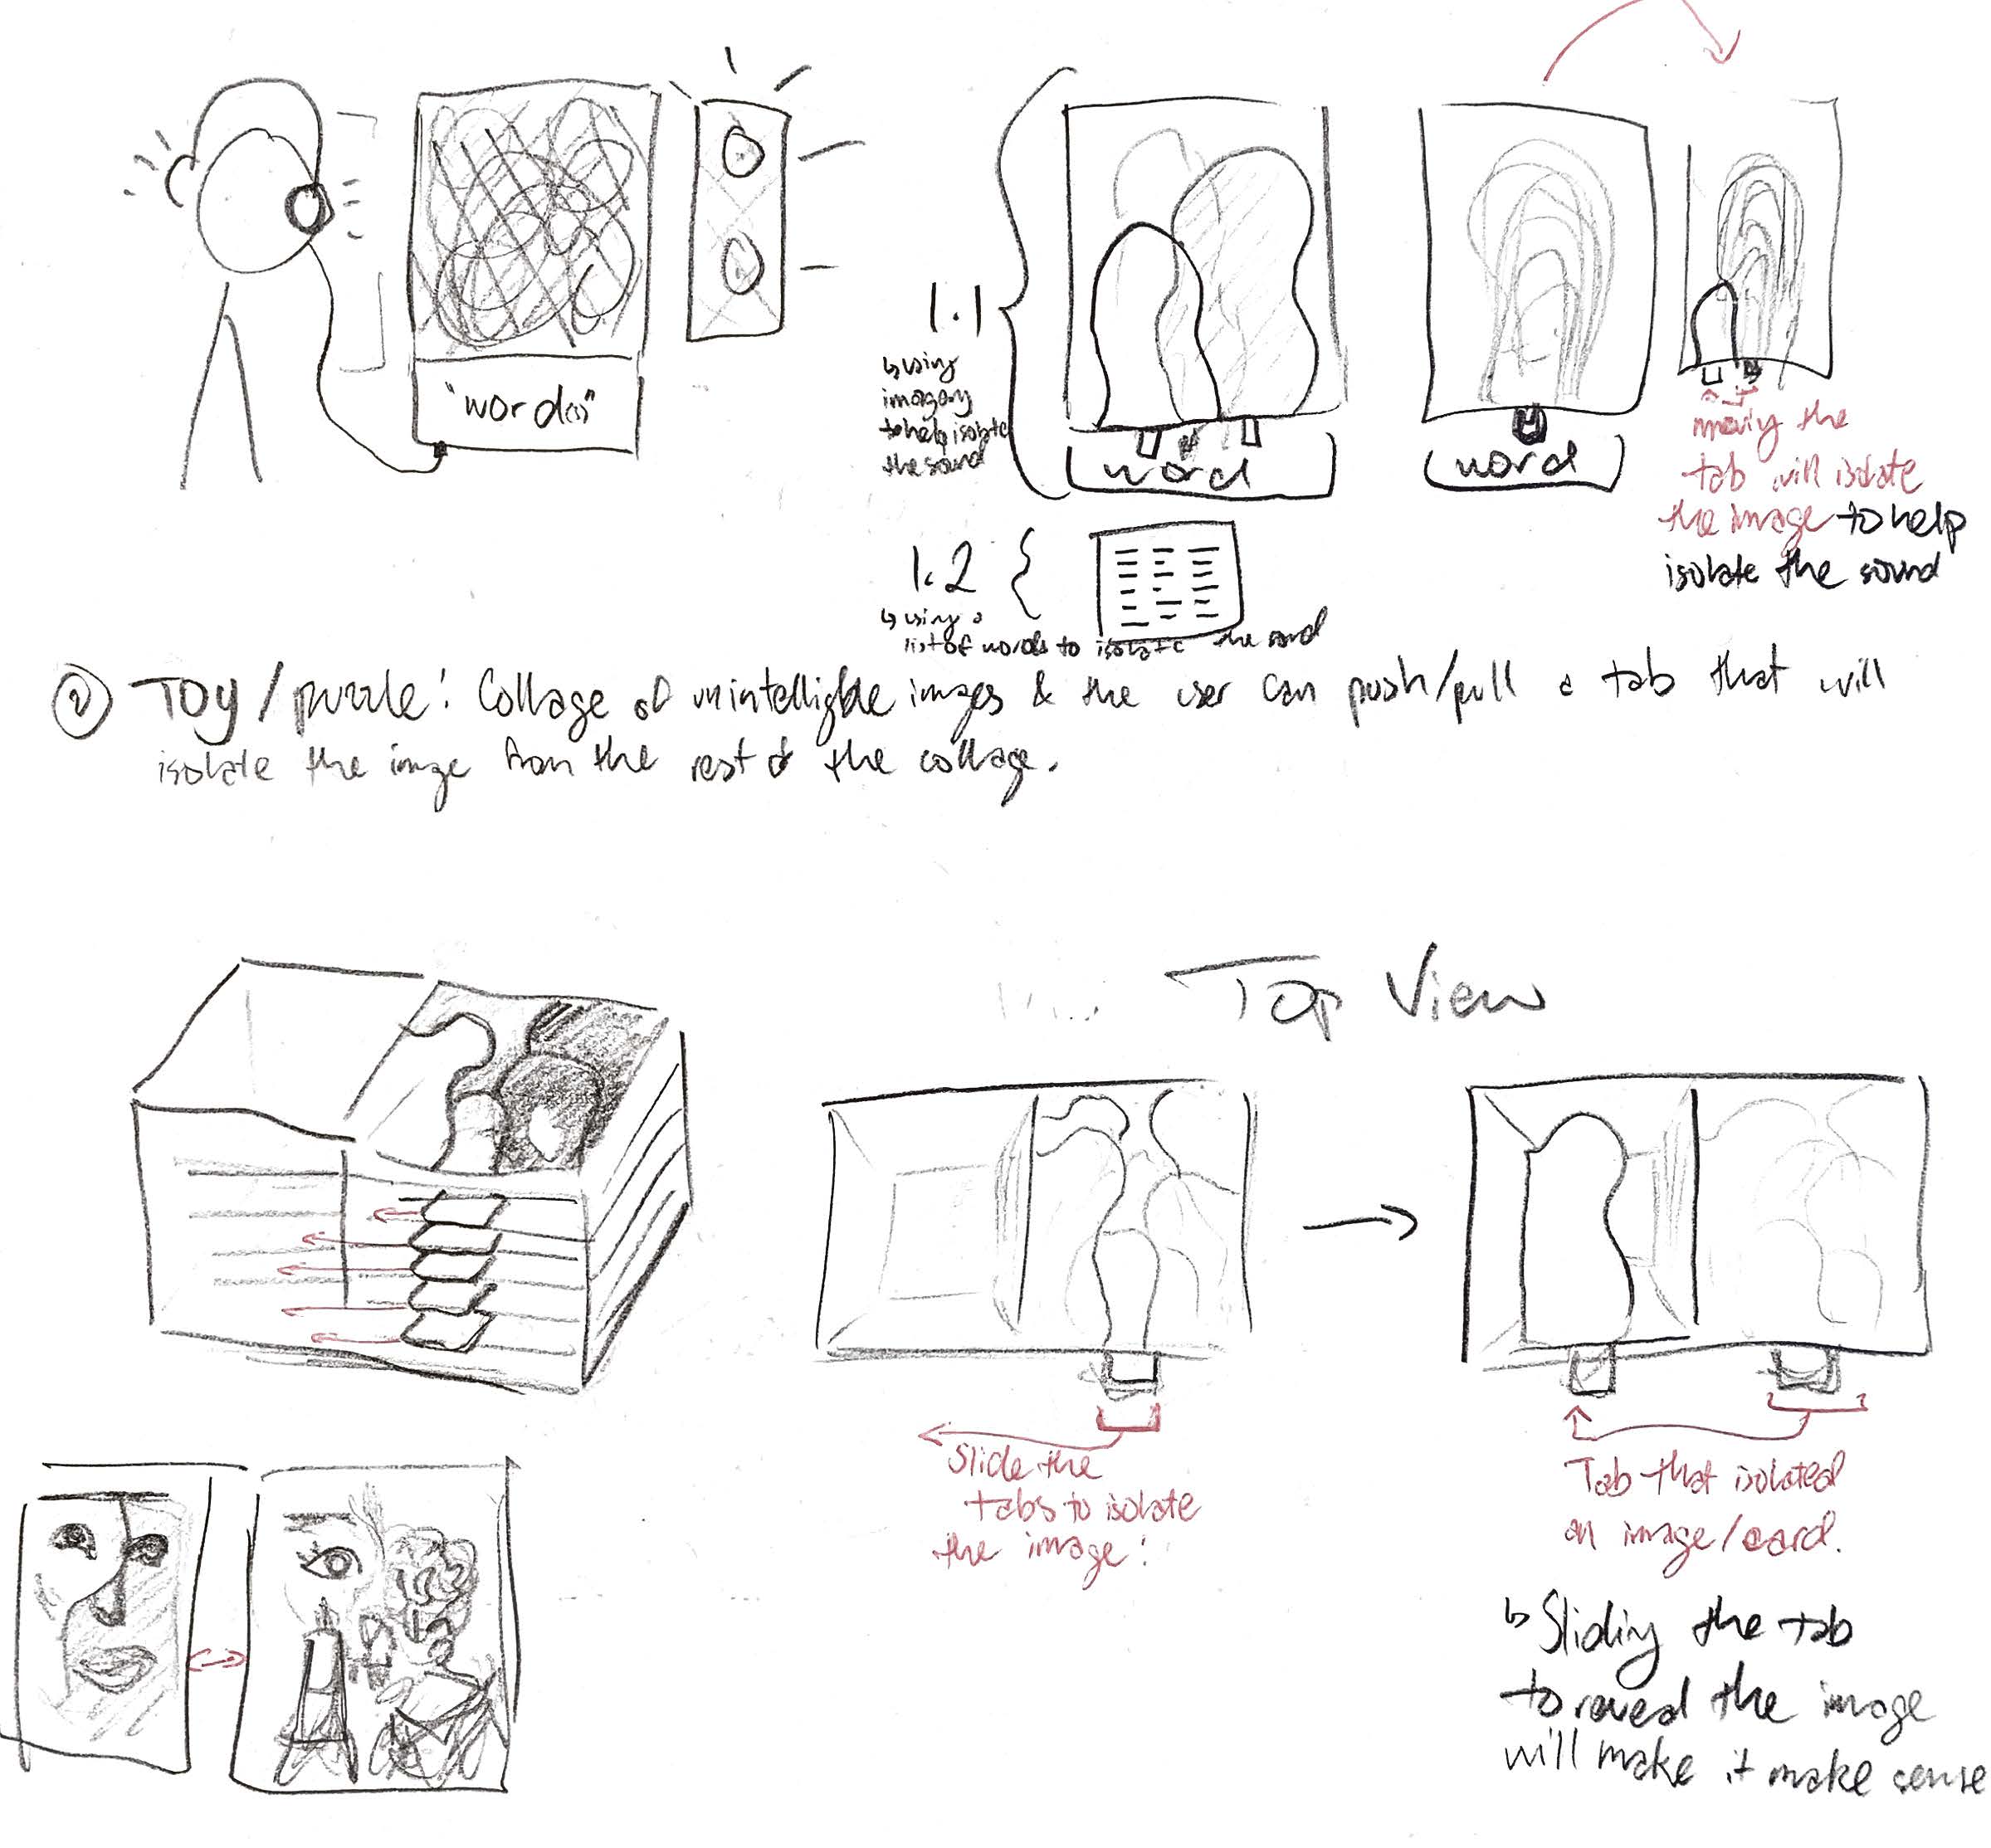 "word(s)"
1.1
↳ using
imagery
to help isolate
the sound
word
word
moving the
tab will isolate
the image to help
isolate the sound
1.2
↳ using a
list of words to isolate the sound
② Toy/puzzle: Collage of unintelligible images & the user can push/pull a tab that will
isolate the image from the rest of the collage.
Top View
Slide the
tabs to isolate
the image!
Tab that isolated
an image/card.
↳ Sliding the tab
to reveal the image
will make it make sense